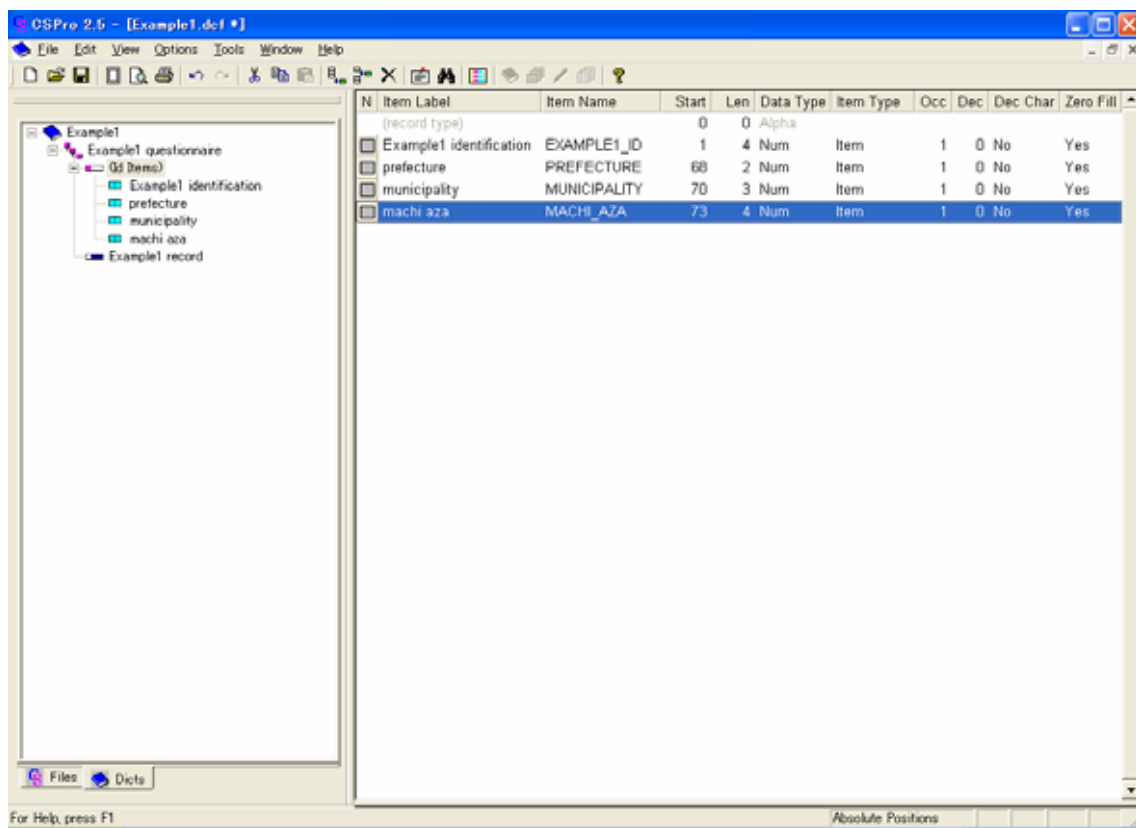 CSPro 2.5 - [Example1.dcf *]
File Edit View Options Tools Window Help
N Item Label Item Name Start Len Data Type Item Type Occ Dec Dec Char Zero Fill
(record type) 0 0 Alpha
Example1 identification EXAMPLE1_ID 1 4 Num Item 1 0 No Yes
prefecture PREFECTURE 68 2 Num Item 1 0 No Yes
municipality MUNICIPALITY 70 3 Num Item 1 0 No Yes
machi aza MACHI_AZA 73 4 Num Item 1 0 No Yes
Example1
Example1 questionnaire
(Id Items)
Example1 identification
prefecture
municipality
machi aza
Example1 record
Files Dicts
For Help, press F1 Absolute Positions